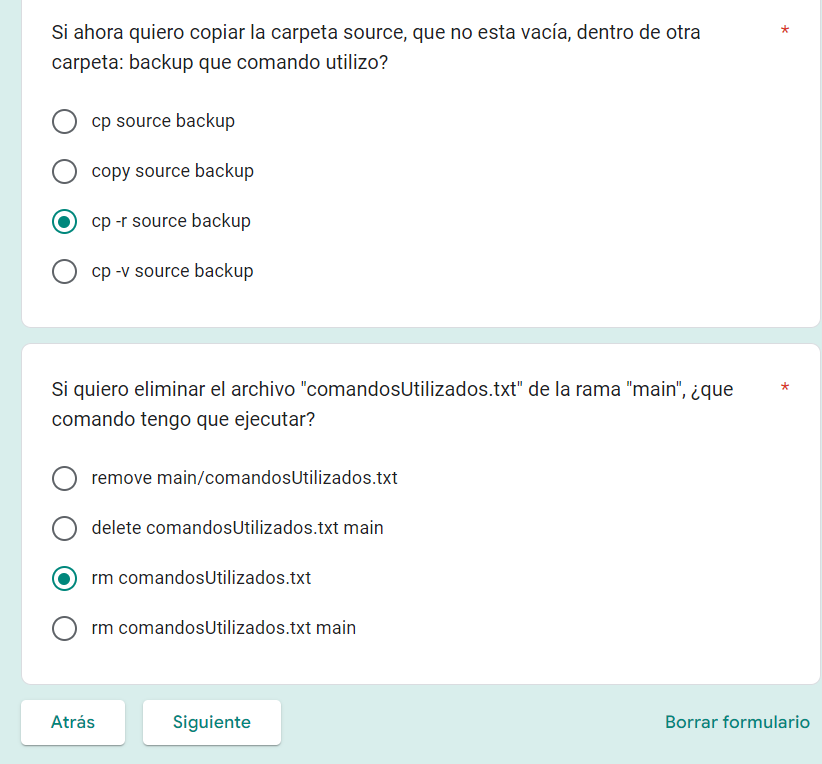 Si ahora quiero copiar la carpeta source, que no esta vacía, dentro de otra *
carpeta: backup que comando utilizo?
cp source backup
copy source backup
cp -r source backup
cp -v source backup
Si quiero eliminar el archivo "comandosUtilizados.txt" de la rama "main", ¿que *
comando tengo que ejecutar?
remove main/comandosUtilizados.txt
delete comandosUtilizados.txt main
rm comandosUtilizados.txt
rm comandosUtilizados.txt main
Atrás Siguiente Borrar formulario